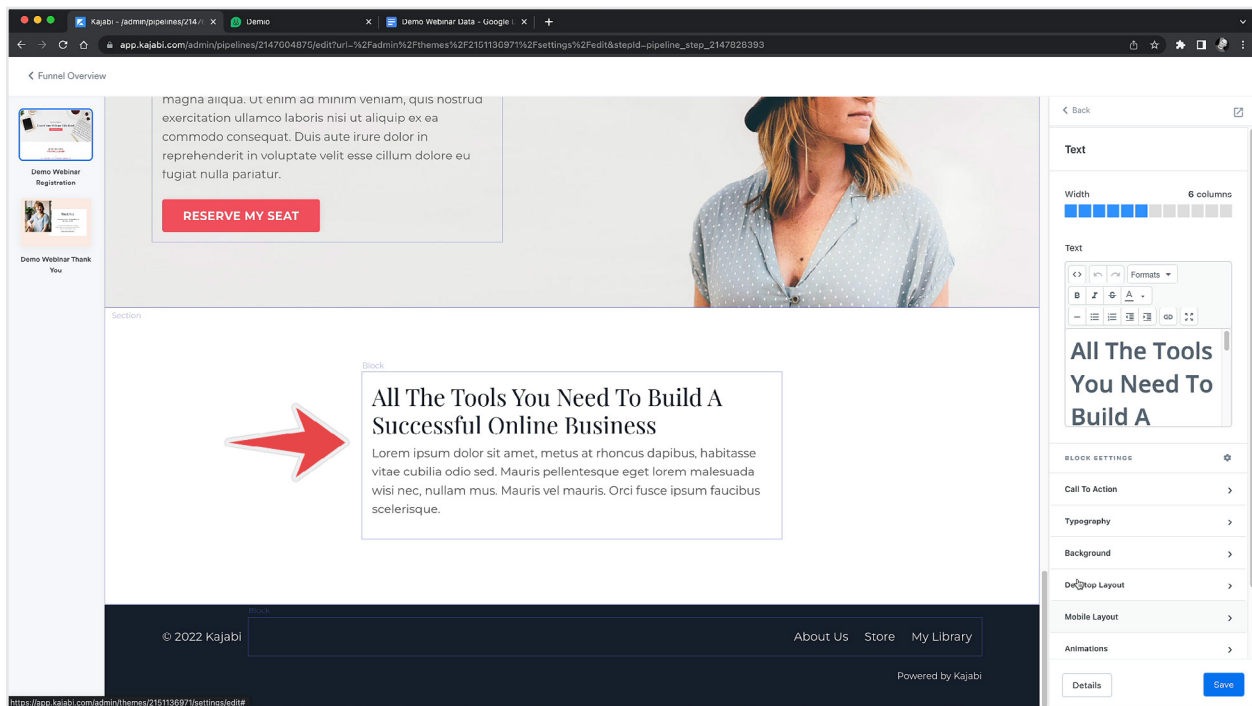 Kajabi - /admin/pipelines/2147
Demio
Demo Webinar Data - Google
app.kajabi.com/admin/pipelines/2147604875/edit?url=%2Fadmin%2Fthemes%2F2151136971%2Fsettings%2Fedit&stepId=pipeline_step_2147828393
Funnel Overview
Demo Webinar
Registration
Demo Webinar Thank
You
magna aliqua. Ut enim ad minim veniam, quis nostrud
exercitation ullamco laboris nisi ut aliquip ex ea
commodo consequat. Duis aute irure dolor in
reprehenderit in voluptate velit esse cillum dolore eu
fugiat nulla pariatur.
RESERVE MY SEAT
Section
Block
All The Tools You Need To Build A
Successful Online Business
Lorem ipsum dolor sit amet, metus at rhoncus dapibus, habitasse
vitae cubilia odio sed. Mauris pellentesque eget lorem malesuada
wisi nec, nullam mus. Mauris vel mauris. Orci fusce ipsum faucibus
scelerisque.
Block
© 2022 Kajabi
About Us Store My Library
Powered by Kajabi
Back
Text
Width 6 columns
Text
Formats
B I S A
All The Tools
You Need To
Build A
BLOCK SETTINGS
Call To Action
Typography
Background
Desktop Layout
Mobile Layout
Animations
Details Save
https://app.kajabi.com/admin/themes/2151136971/settings/edit#